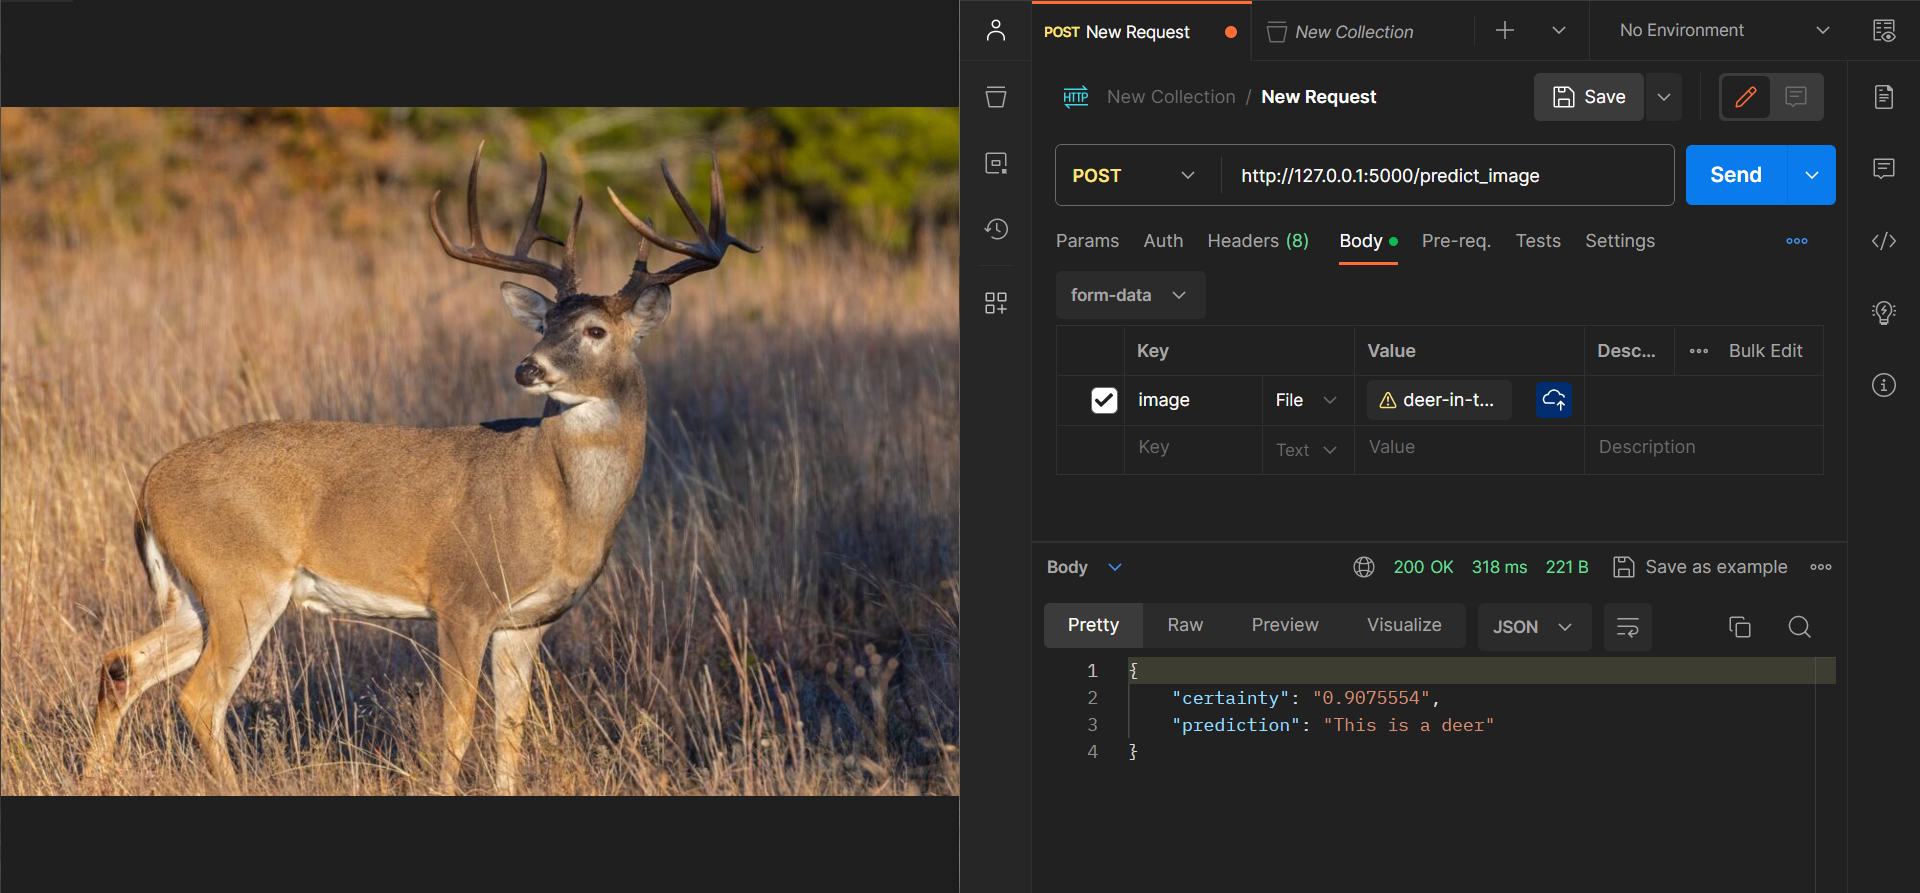 POST New Request
New Collection
No Environment
HTTP New Collection / New Request
Save
POST
http://127.0.0.1:5000/predict_image
Send
Params Auth Headers (8) Body Pre-req. Tests Settings
form-data
Key Value Desc... Bulk Edit
image File deer-in-t...
Key Text Value Description
Body 200 OK 318 ms 221 B Save as example
Pretty Raw Preview Visualize JSON
1 {
2 "certainty": "0.9075554",
3 "prediction": "This is a deer"
4 }